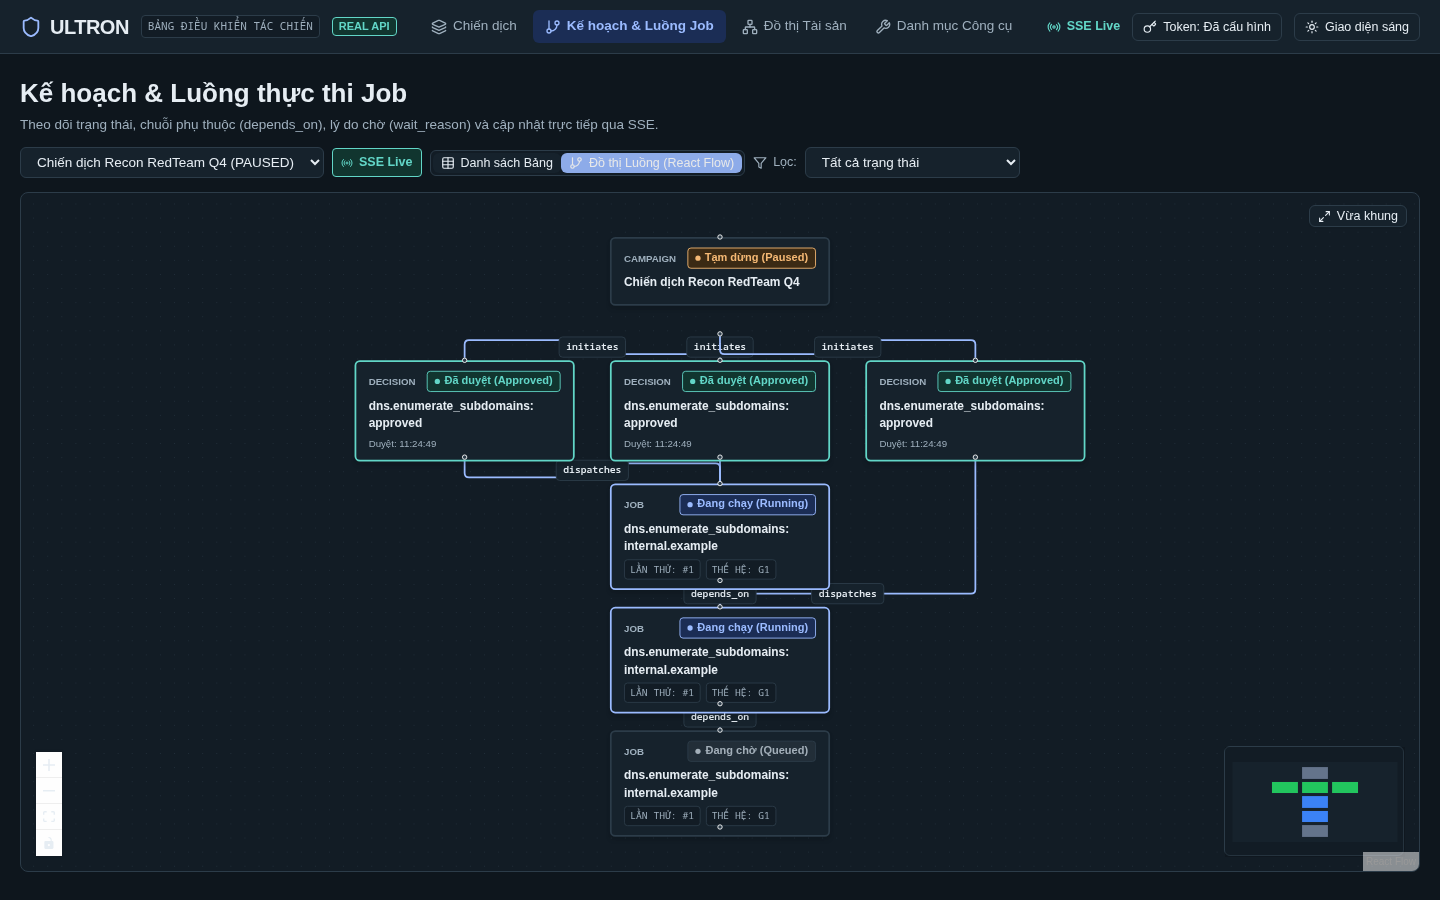 ULTRON
BẢNG ĐIỀU KHIỂN TÁC CHIẾN
REAL API
Chiến dịch
Kế hoạch & Luồng Job
Đồ thị Tài sản
Danh mục Công cụ
SSE Live
Token: Đã cấu hình
Giao diện sáng
Kế hoạch & Luồng thực thi Job
Theo dõi trạng thái, chuỗi phụ thuộc (depends_on), lý do chờ (wait_reason) và cập nhật trực tiếp qua SSE.
Chiến dịch Recon RedTeam Q4 (PAUSED)
SSE Live
Danh sách Bảng
Đồ thị Luồng (React Flow)
Lọc:
Tất cả trạng thái
Vừa khung
CAMPAIGN
Tạm dừng (Paused)
Chiến dịch Recon RedTeam Q4
initiates
initiates
initiates
DECISION
Đã duyệt (Approved)
dns.enumerate_subdomains:
approved
Duyệt: 11:24:49
DECISION
Đã duyệt (Approved)
dns.enumerate_subdomains:
approved
Duyệt: 11:24:49
DECISION
Đã duyệt (Approved)
dns.enumerate_subdomains:
approved
Duyệt: 11:24:49
dispatches
JOB
Đang chạy (Running)
dns.enumerate_subdomains:
internal.example
LẦN THỨ: #1
THẾ HỆ: G1
depends_on
dispatches
JOB
Đang chạy (Running)
dns.enumerate_subdomains:
internal.example
LẦN THỨ: #1
THẾ HỆ: G1
depends_on
JOB
Đang chờ (Queued)
dns.enumerate_subdomains:
internal.example
LẦN THỨ: #1
THẾ HỆ: G1
React Flow